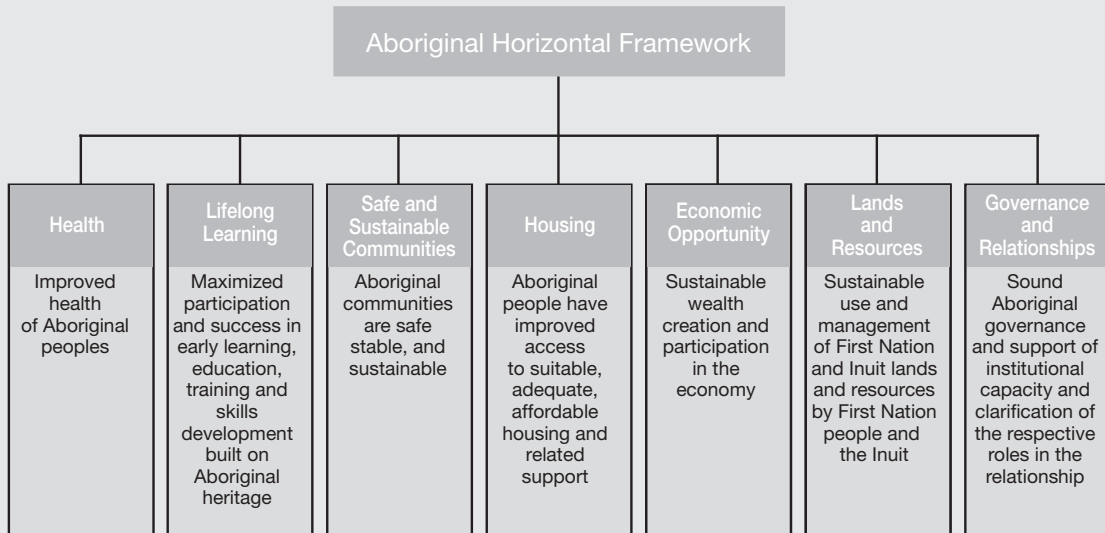 Aboriginal Horizontal Framework
Health
Improved
health
of Aboriginal
peoples
Lifelong
Learning
Maximized
participation
and success in
early learning,
education,
training and
skills
development
built on
Aboriginal
heritage
Safe and
Sustainable
Communities
Aboriginal
communities
are safe
stable, and
sustainable
Housing
Aboriginal
people have
improved
access
to suitable,
adequate,
affordable
housing and
related
support
Economic
Opportunity
Sustainable
wealth
creation and
participation
in the
economy
Lands
and
Resources
Sustainable
use and
management
of First Nation
and Inuit lands
and resources
by First Nation
people and
the Inuit
Governance
and
Relationships
Sound
Aboriginal
governance
and support of
institutional
capacity and
clarification of
the respective
roles in the
relationship